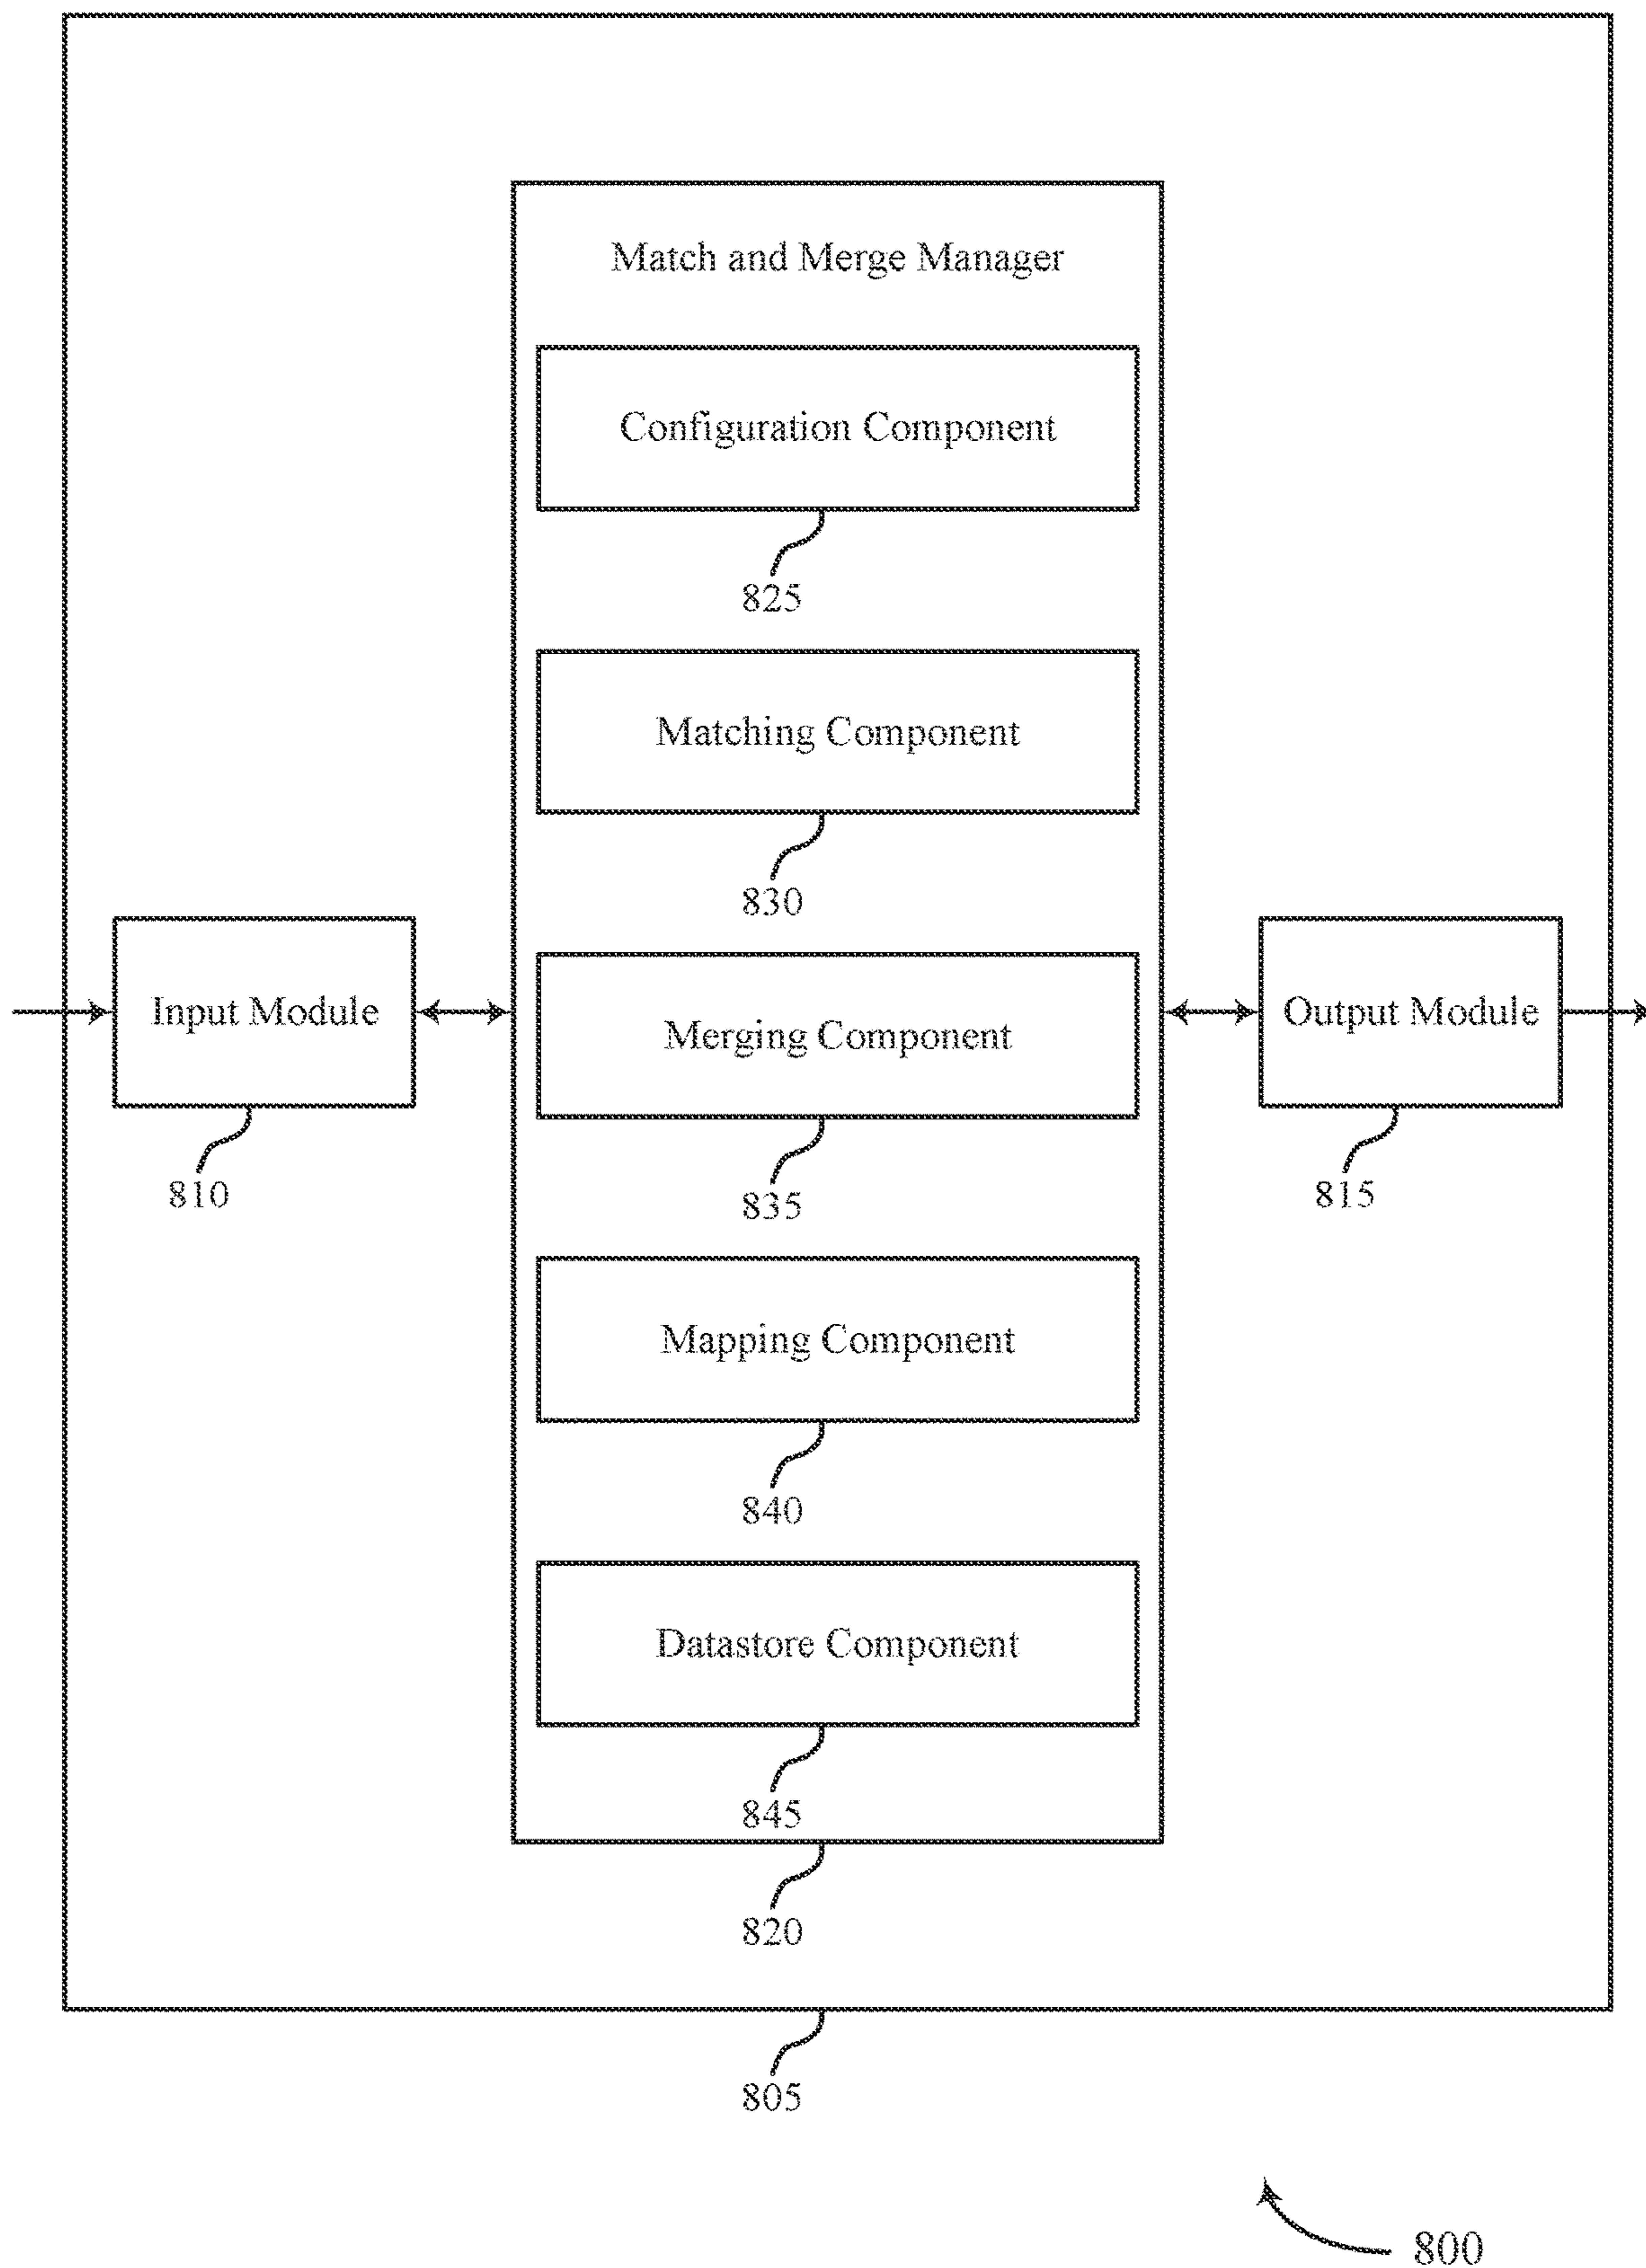 Match and Merge Manager
Configuration Component
825
Matching Component
830
Input Module
810
Merging Component
835
Output Module
815
Mapping Component
840
Datastore Component
845
820
805
800